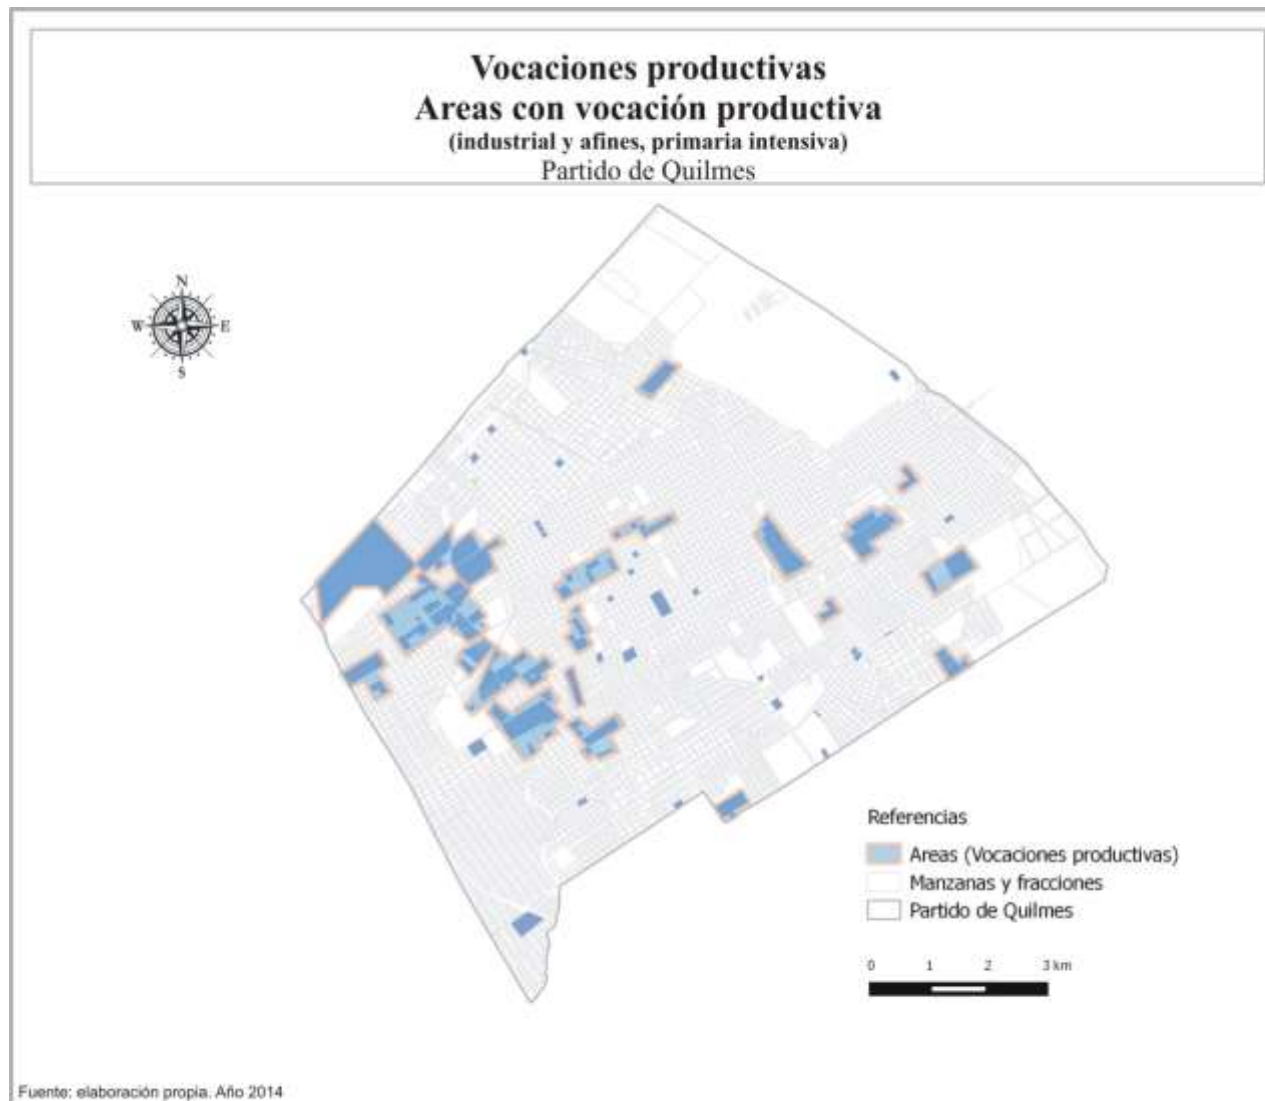 Vocaciones productivas
Areas con vocación productiva
(industrial y afines, primaria intensiva)
Partido de Quilmes
N
W
E
S
Referencias
Areas (Vocaciones productivas)
Manzanas y fracciones
Partido de Quilmes
0 1 2 3 km
Fuente: elaboración propia. Año 2014